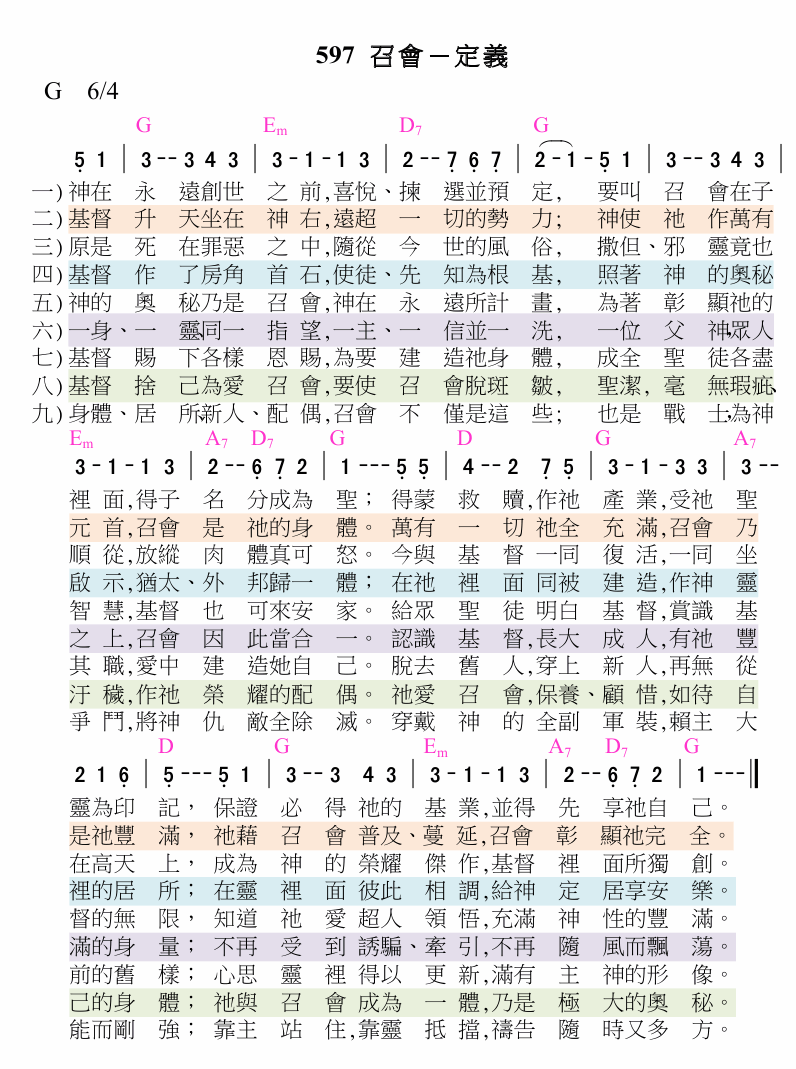 597 召會－定義
G 6/4
G Em D7 G
5̣ 1 | 3 -- 3 4 3 | 3 - 1 - 1 3 | 2 -- 7̣ 6̣ 7̣ | 2 - 1 - 5̣ 1 | 3 -- 3 4 3 |
一) 神在 永 遠創世 之 前,喜悅、揀 選並預 定, 要叫 召 會在子
二) 基督 升 天坐在 神 右,遠超 一 切的勢 力; 神使 祂 作萬有
三) 原是 死 在罪惡 之 中,隨從 今 世的風 俗, 撒但、邪 靈竟也
四) 基督 作 了房角 首 石,使徒、先 知為根 基, 照著 神 的奧秘
五) 神的 奧 秘乃是 召 會,神在 永 遠所計 畫, 為著 彰 顯祂的
六) 一身、一 靈、同一 指 望,一主、一 信並一 洗, 一位 父 神,眾人
七) 基督 賜 下各樣 恩 賜,為要 建 造祂身 體, 成全 聖 徒各盡
八) 基督 捨 己為愛 召 會,要使 召 會脫斑 皺, 聖潔, 毫 無瑕疵、
九) 身體、居 所、新人、配 偶,召會 不 僅是這 些; 也是 戰 士,為神
Em A7 D7 G D G A7
3 - 1 - 1 3 | 2 -- 6̣ 7̣ 2 | 1 --- 5̣ 5̣ | 4 -- 2 7̣ 5̣ | 3 - 1 - 3 3 | 3 --
裡 面,得子 名 分成為 聖; 得蒙 救 贖,作祂 產 業,受祂 聖
元 首,召會 是 祂的身 體。 萬有 一 切祂全 充 滿,召會 乃
順 從,放縱 肉 體真可 怒。 今與 基 督一同 復 活,一同 坐
啟 示,猶太、外 邦歸一 體; 在祂 裡 面同被 建 造,作神 靈
智 慧,基督 也 可來安 家。 給眾 聖 徒明白 基 督,賞識 基
之 上,召會 因 此當合 一。 認識 基 督,長大 成 人,有祂 豐
其 職,愛中 建 造她自 己。 脫去 舊 人,穿上 新 人,再無 從
汙 穢,作祂 榮 耀的配 偶。 祂愛 召 會,保養、顧 惜,如待 自
爭 鬥,將神 仇 敵全除 滅。 穿戴 神 的全副 軍 裝,賴主 大
D G Em A7 D7 G
2 1 6̣ | 5̣ --- 5̣ 1 | 3 -- 3 4 3 | 3 - 1 - 1 3 | 2 -- 6̣ 7̣ 2 | 1 --- ‖
靈為印 記, 保證 必 得祂的 基 業,並得 先 享祂自 己。
是祂豐 滿, 祂藉 召 會普及、蔓 延,召會 彰 顯祂完 全。
在高天 上, 成為 神 的榮耀 傑 作,基督 裡 面所獨 創。
裡的居 所; 在靈 裡 面彼此 相 調,給神 定 居享安 樂。
督的無 限, 知道 祂 愛超人 領 悟,充滿 神 性的豐 滿。
滿的身 量; 不再 受 到誘騙、牽 引,不再 隨 風而飄 蕩。
前的舊 樣; 心思 靈 裡得以 更 新,滿有 主 神的形 像。
己的身 體; 祂與 召 會成為 一 體,乃是 極 大的奧 秘。
能而剛 強; 靠主 站 住,靠靈 抵 擋,禱告 隨 時又多 方。